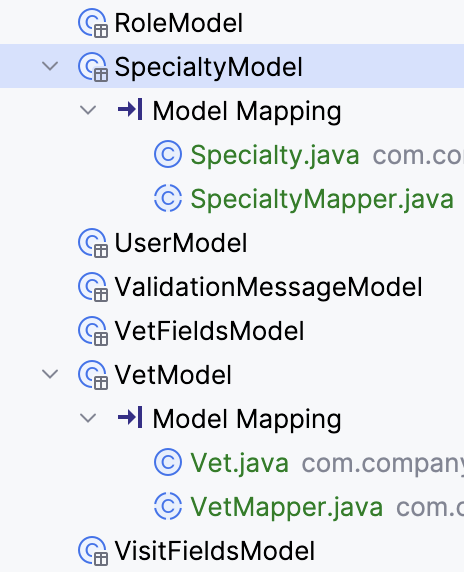 RoleModel
SpecialtyModel
Model Mapping
Specialty.java com.co
SpecialtyMapper.java
UserModel
ValidationMessageModel
VetFieldsModel
VetModel
Model Mapping
Vet.java com.company
VetMapper.java com.c
VisitFieldsModel